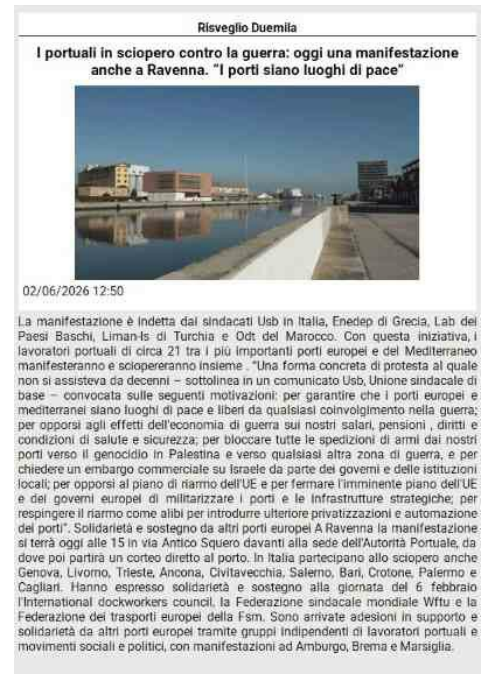 Risveglio Duemila
I portuali in sciopero contro la guerra: oggi una manifestazione
anche a Ravenna. “I porti siano luoghi di pace”
02/06/2026 12:50
La manifestazione è indetta dai sindacati Usb in Italia, Enedep di Grecia, Lab dei
Paesi Baschi, Liman-Is di Turchia e Odt del Marocco. Con questa iniziativa, i
lavoratori portuali di circa 21 tra i più importanti porti europei e del Mediterraneo
manifesteranno e sciopereranno insieme . “Una forma concreta di protesta al quale
non si assisteva da decenni – sottolinea in un comunicato Usb, Unione sindacale di
base – convocata sulle seguenti motivazioni: per garantire che i porti europei e
mediterranei siano luoghi di pace e liberi da qualsiasi coinvolgimento nella guerra;
per opporsi agli effetti dell'economia di guerra sui nostri salari, pensioni , diritti e
condizioni di salute e sicurezza; per bloccare tutte le spedizioni di armi dai nostri
porti verso il genocidio in Palestina e verso qualsiasi altra zona di guerra, e per
chiedere un embargo commerciale su Israele da parte dei governi e delle istituzioni
locali; per opporsi al piano di riarmo dell'UE e per fermare l'imminente piano dell'UE
e dei governi europei di militarizzare i porti e le infrastrutture strategiche; per
respingere il riarmo come alibi per introdurre ulteriore privatizzazioni e automazione
dei porti”. Solidarietà e sostegno da altri porti europei A Ravenna la manifestazione
si terrà oggi alle 15 in via Antico Squero davanti alla sede dell'Autorità Portuale, da
dove poi partirà un corteo diretto al porto. In Italia partecipano allo sciopero anche
Genova, Livorno, Trieste, Ancona, Civitavecchia, Salerno, Bari, Crotone, Palermo e
Cagliari. Hanno espresso solidarietà e sostegno alla giornata del 6 febbraio
l'International dockworkers council, la Federazione sindacale mondiale Wftu e la
Federazione dei trasporti europei della Fsm. Sono arrivate adesioni in supporto e
solidarietà da altri porti europei tramite gruppi indipendenti di lavoratori portuali e
movimenti sociali e politici, con manifestazioni ad Amburgo, Brema e Marsiglia.